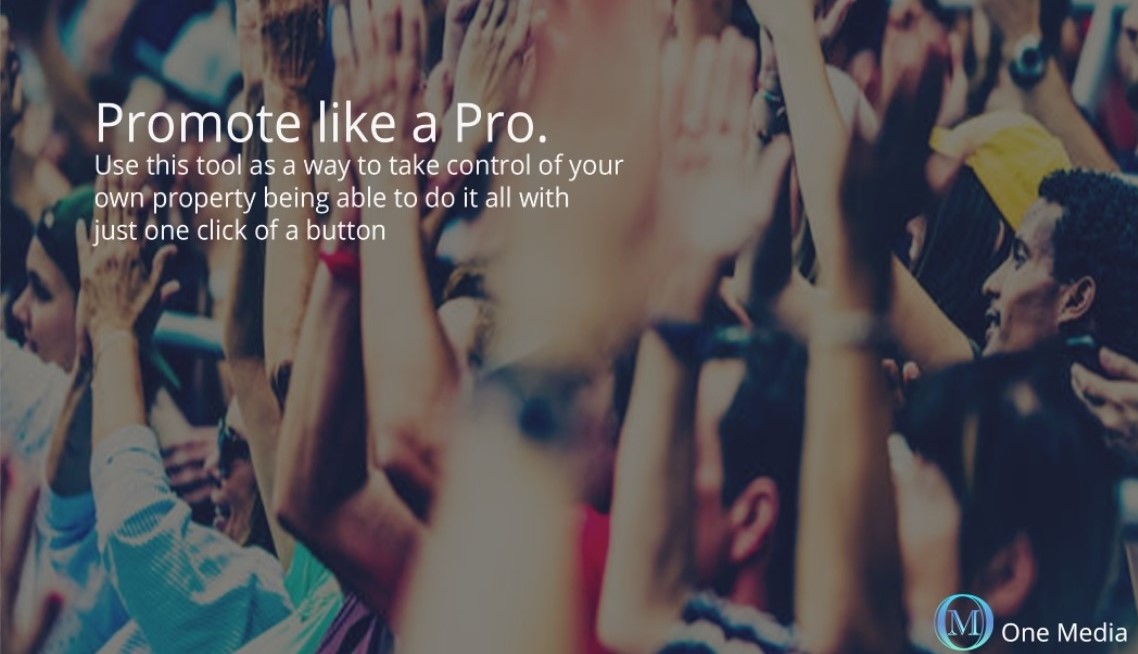 Promote like a Pro.
Use this tool as a way to take control of your
own property being able to do it all with
just one click of a button
M One Media